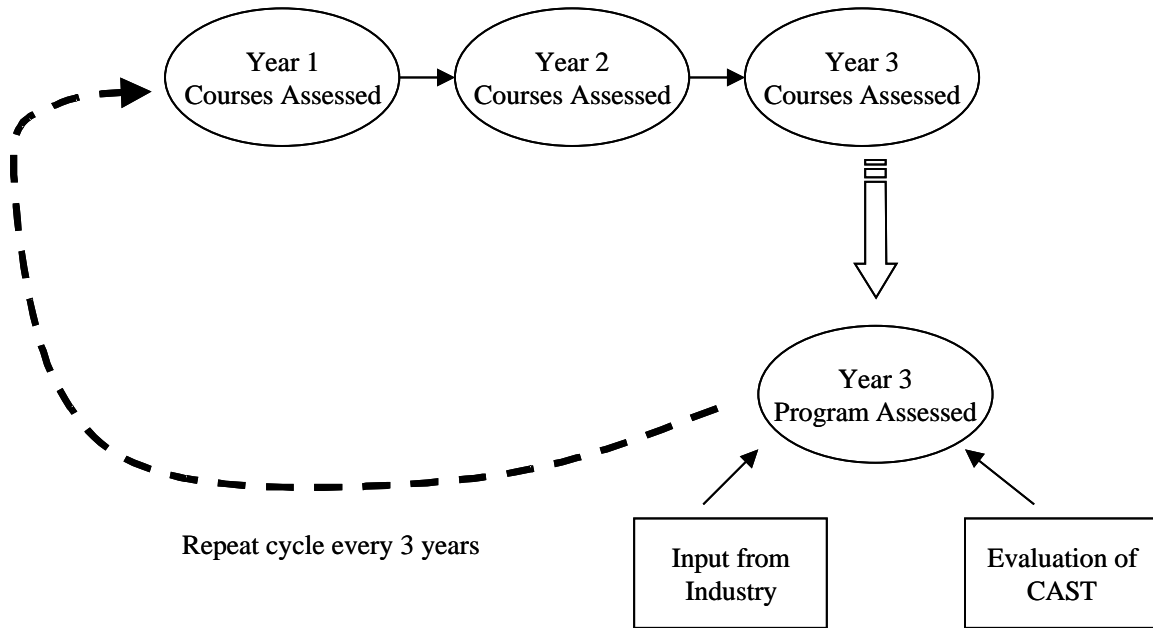 Year 1
Courses Assessed
Year 2
Courses Assessed
Year 3
Courses Assessed
Year 3
Program Assessed
Repeat cycle every 3 years
Input from
Industry
Evaluation of
CAST